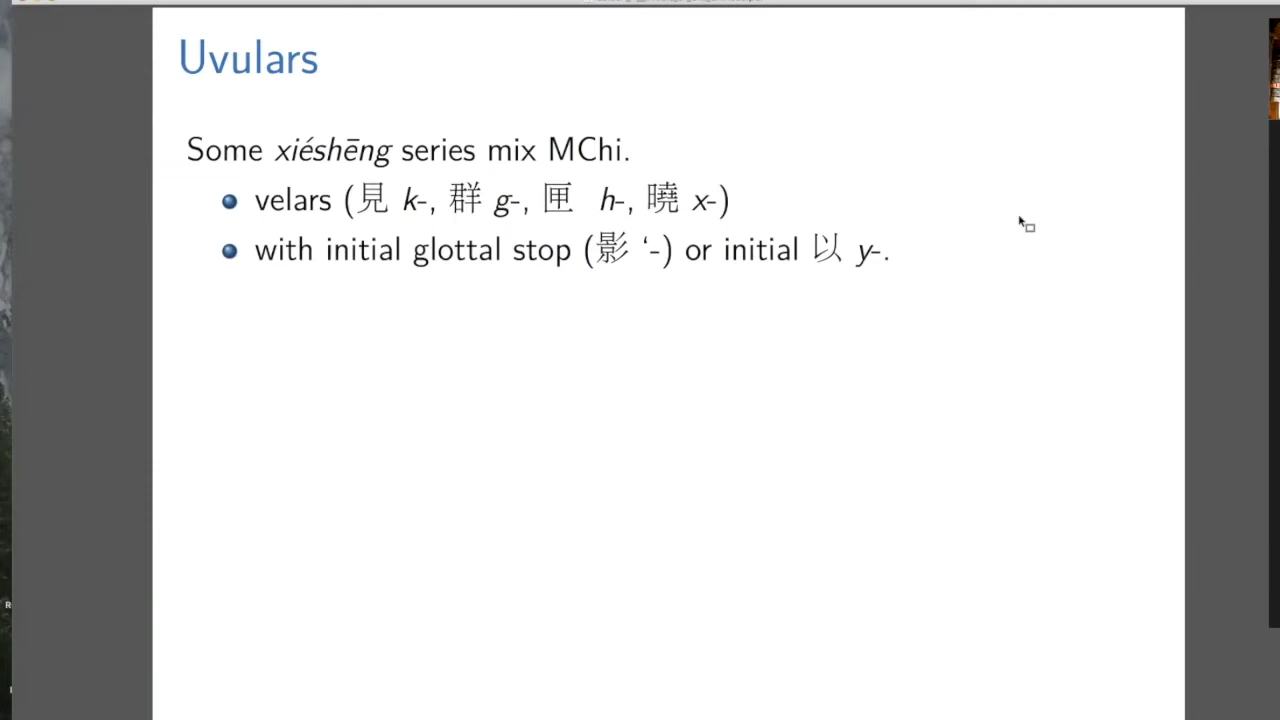 Uvulars
Some xiéshēng series mix MChi.
velars (見 k-, 群 g-, 匣 h-, 曉 x-)
with initial glottal stop (影 ‘-) or initial 以 y-.